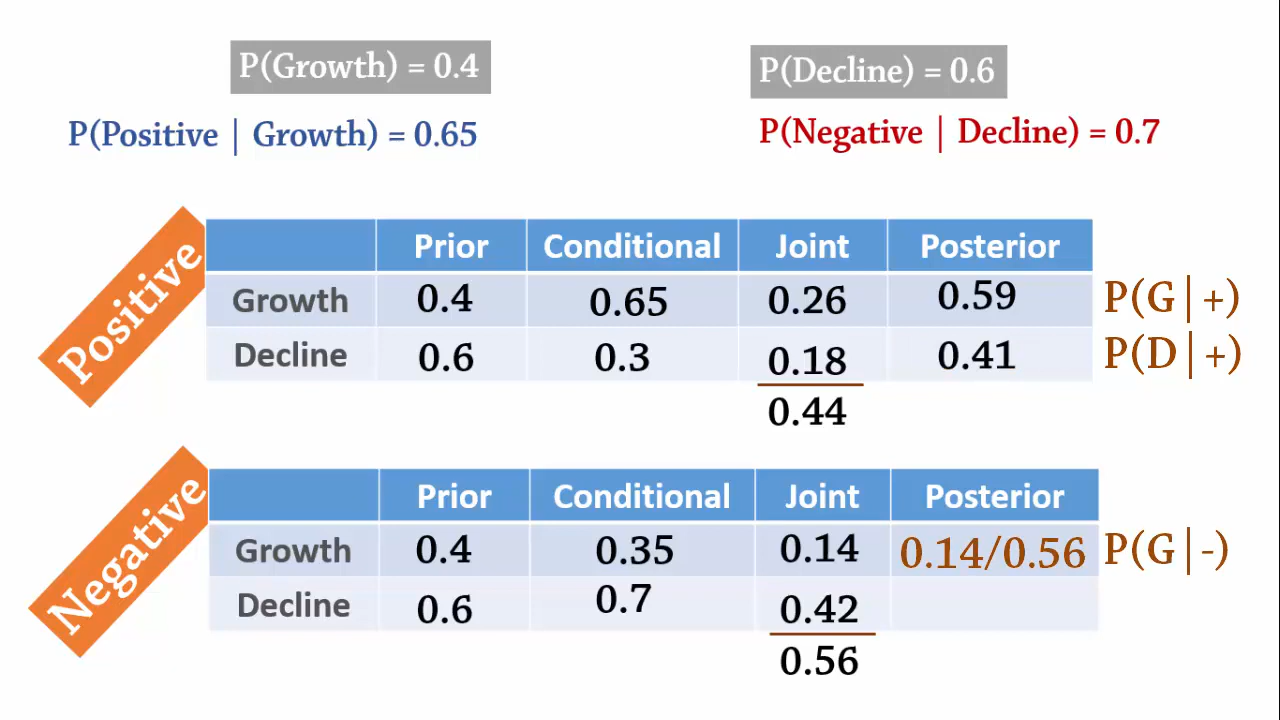 P(Growth) = 0.4
P(Decline) = 0.6
P(Positive | Growth) = 0.65
P(Negative | Decline) = 0.7
Positive
Prior Conditional Joint Posterior
Growth 0.4 0.65 0.26 0.59 P(G|+)
Decline 0.6 0.3 0.18 0.41 P(D|+)
0.44
Negative
Prior Conditional Joint Posterior
Growth 0.4 0.35 0.14 0.14/0.56 P(G|-)
Decline 0.6 0.7 0.42
0.56